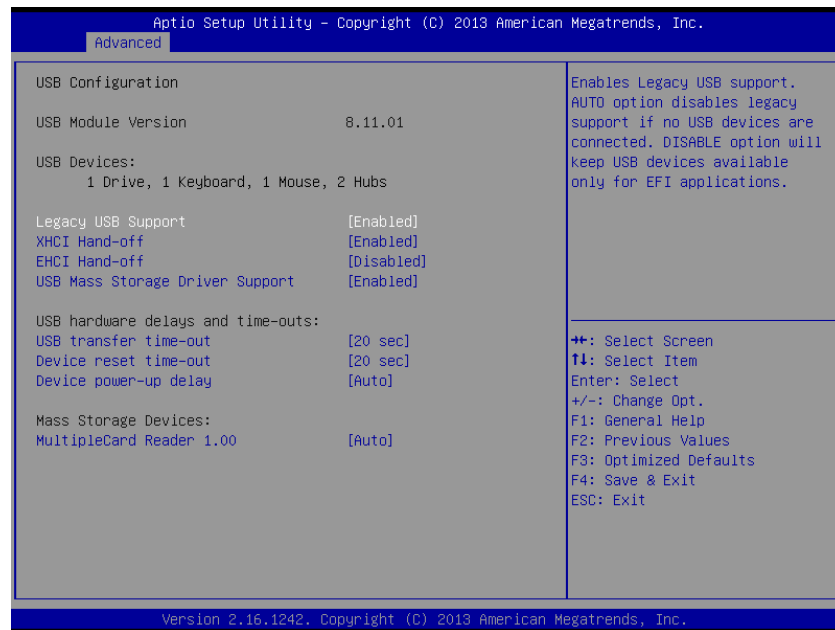 Aptio Setup Utility – Copyright (C) 2013 American Megatrends, Inc.
Advanced
USB Configuration
USB Module Version 8.11.01
USB Devices:
1 Drive, 1 Keyboard, 1 Mouse, 2 Hubs
Legacy USB Support [Enabled]
XHCI Hand-off [Enabled]
EHCI Hand-off [Disabled]
USB Mass Storage Driver Support [Enabled]
USB hardware delays and time-outs:
USB transfer time-out [20 sec]
Device reset time-out [20 sec]
Device power-up delay [Auto]
Mass Storage Devices:
MultipleCard Reader 1.00 [Auto]
Enables Legacy USB support.
AUTO option disables legacy
support if no USB devices are
connected. DISABLE option will
keep USB devices available
only for EFI applications.
→←: Select Screen
↑↓: Select Item
Enter: Select
+/-: Change Opt.
F1: General Help
F2: Previous Values
F3: Optimized Defaults
F4: Save & Exit
ESC: Exit
Version 2.16.1242. Copyright (C) 2013 American Megatrends, Inc.